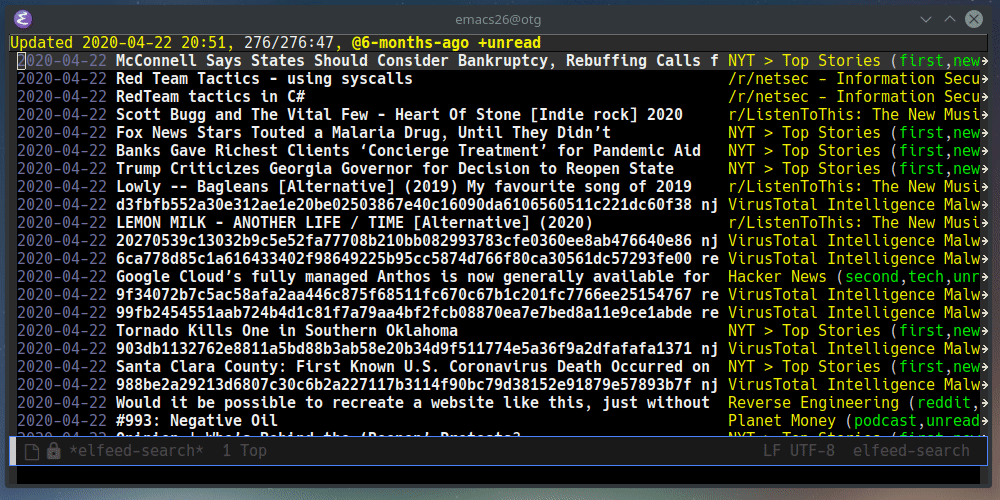 emacs26@otg
Updated 2020-04-22 20:51, 276/276:47, @6-months-ago +unread
2020-04-22 McConnell Says States Should Consider Bankruptcy, Rebuffing Calls f NYT > Top Stories (first,new
2020-04-22 Red Team Tactics - using syscalls /r/netsec - Information Secu
2020-04-22 RedTeam tactics in C# /r/netsec - Information Secu
2020-04-22 Scott Bugg and The Vital Few - Heart Of Stone [Indie rock] 2020 r/ListenToThis: The New Musi
2020-04-22 Fox News Stars Touted a Malaria Drug, Until They Didn’t NYT > Top Stories (first,new
2020-04-22 Banks Gave Richest Clients ‘Concierge Treatment’ for Pandemic Aid NYT > Top Stories (first,new
2020-04-22 Trump Criticizes Georgia Governor for Decision to Reopen State NYT > Top Stories (first,new
2020-04-22 Lowly -- Bagleans [Alternative] (2019) My favourite song of 2019 r/ListenToThis: The New Musi
2020-04-22 d3fbfb552a30e312ae1e20be02503867e40c16090da6106560511c221dc60f38 nj VirusTotal Intelligence Malw
2020-04-22 LEMON MILK - ANOTHER LIFE / TIME [Alternative] (2020) r/ListenToThis: The New Musi
2020-04-22 20270539c13032b9c5e52fa77708b210bb082993783cfe0360ee8ab476640e86 nj VirusTotal Intelligence Malw
2020-04-22 6ca778d85c1a616433402f98649225b95cc5874d766f80ca30561dc57293fe00 re VirusTotal Intelligence Malw
2020-04-22 Google Cloud’s fully managed Anthos is now generally available for Hacker News (second,tech,unr
2020-04-22 9f34072b7c5ac58afa2aa446c875f68511fc670c67b1c201fc7766ee25154767 re VirusTotal Intelligence Malw
2020-04-22 99fb2454551aab724b4d1c81f7a79aa4bf2fcb08870ea7e7bed8a11e9ce1abde re VirusTotal Intelligence Malw
2020-04-22 Tornado Kills One in Southern Oklahoma NYT > Top Stories (first,new
2020-04-22 903db1132762e8811a5bd88b3ab58e20b34d9f511774e5a36f9a2dfafafa1371 nj VirusTotal Intelligence Malw
2020-04-22 Santa Clara County: First Known U.S. Coronavirus Death Occurred on NYT > Top Stories (first,new
2020-04-22 988be2a29213d6807c30c6b2a227117b3114f90bc79d38152e91879e57893b7f nj VirusTotal Intelligence Malw
2020-04-22 Would it be possible to recreate a website like this, just without Reverse Engineering (reddit,
2020-04-22 #993: Negative Oil Planet Money (podcast,unread
2020-04-22 Opinion | Who’s Behind the ‘Reopen’ Protests? NYT > Top Stories (first,new
*elfeed-search* 1 Top LF UTF-8 elfeed-search